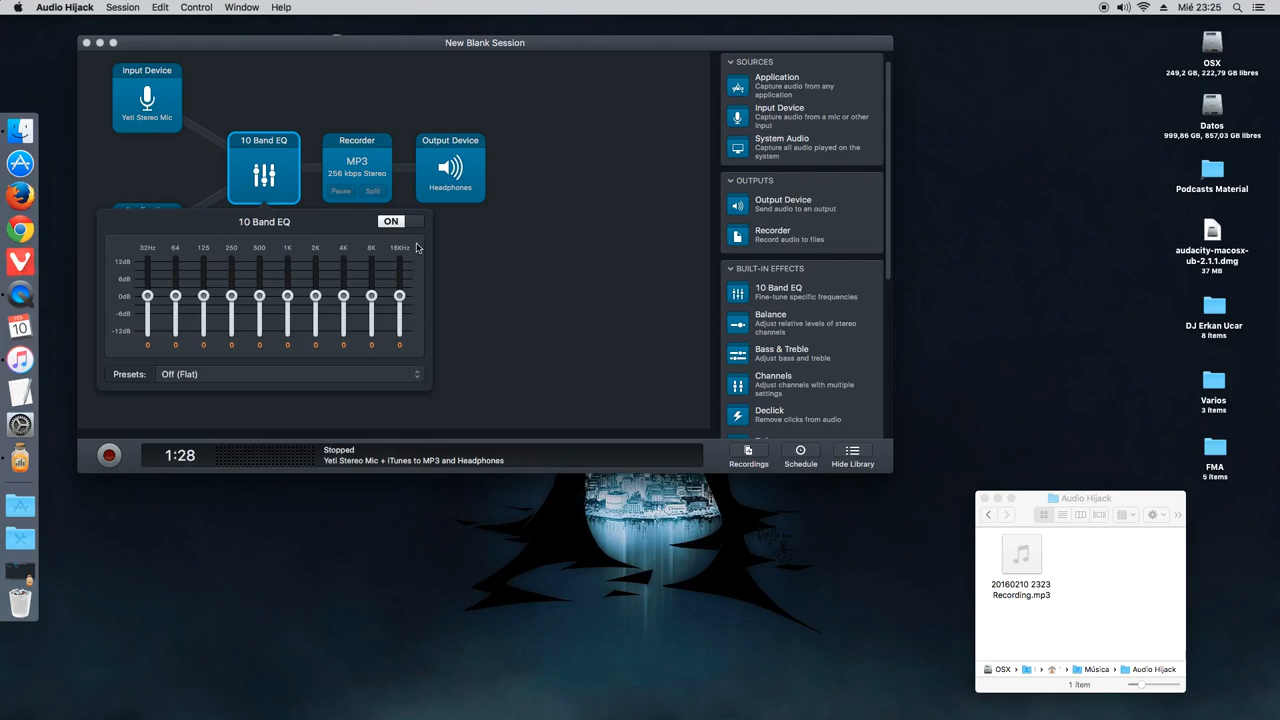 Audio Hijack Session Edit Control Window Help
Mié 23:25
New Blank Session
Input Device
Yeti Stereo Mic
10 Band EQ
Recorder
MP3
256 kbps Stereo
Pause Split
Output Device
Headphones
10 Band EQ
ON
32Hz 64 125 250 500 1K 2K 4K 8K 16KHz
12dB
6dB
0dB
-6dB
-12dB
0 0 0 0 0 0 0 0 0 0
Presets: Off (Flat)
SOURCES
Application
Capture audio from any
application
Input Device
Capture audio from a mic or other
input
System Audio
Capture all audio played on the
system
OUTPUTS
Output Device
Send audio to an output
Recorder
Record audio to files
BUILT-IN EFFECTS
10 Band EQ
Fine-tune specific frequencies
Balance
Adjust relative levels of stereo
channels
Bass & Treble
Adjust bass and treble
Channels
Adjust channels with multiple
settings
Declick
Remove clicks from audio
1:28
Stopped
Yeti Stereo Mic + iTunes to MP3 and Headphones
Recordings
Schedule
Hide Library
OSX
249,2 GB, 222,79 GB libres
Datos
999,86 GB, 857,03 GB libres
Podcasts Material
audacity-macosx-
ub-2.1.1.dmg
37 MB
DJ Erkan Ucar
8 ítems
Varios
3 ítems
FMA
5 ítems
FEB
10
Audio Hijack
20160210 2323
Recording.mp3
OSX › › › Música › Audio Hijack
1 ítem